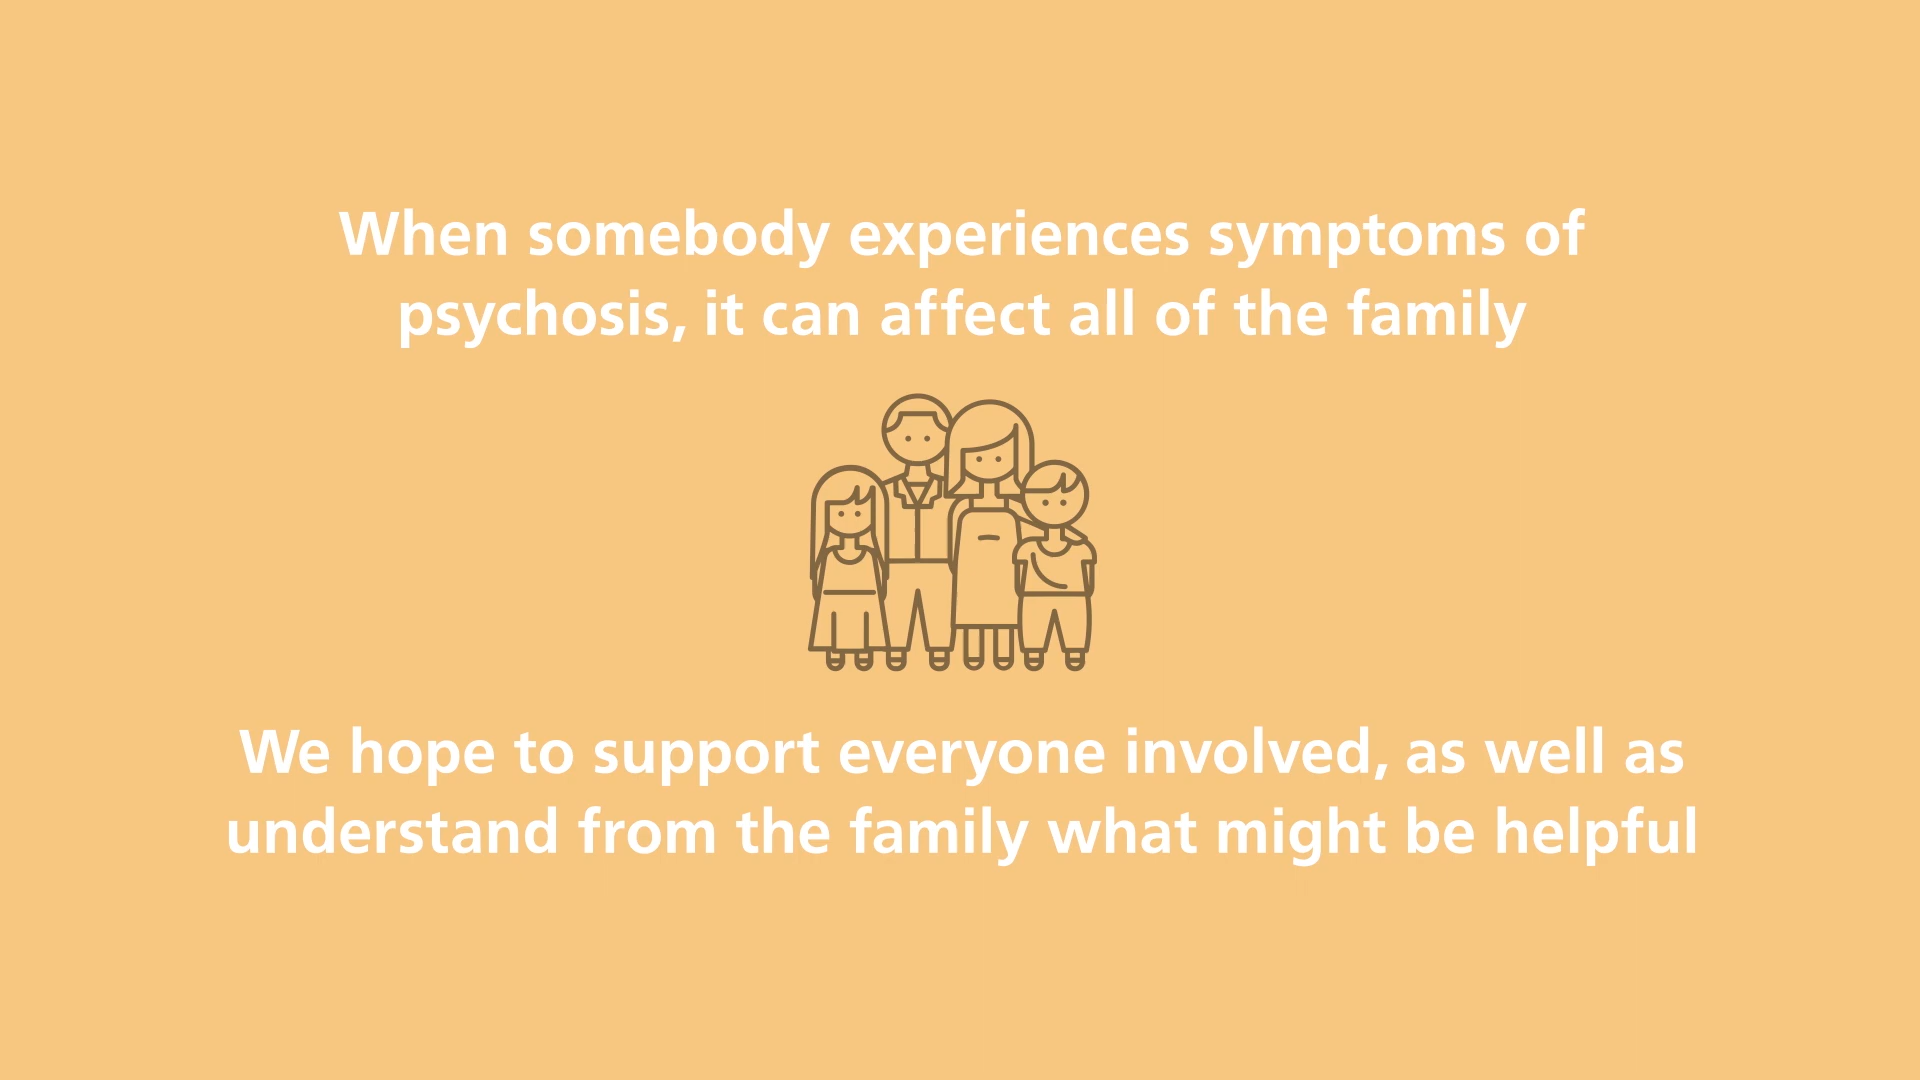 When somebody experiences symptoms of
psychosis, it can affect all of the family
We hope to support everyone involved, as well as
understand from the family what might be helpful